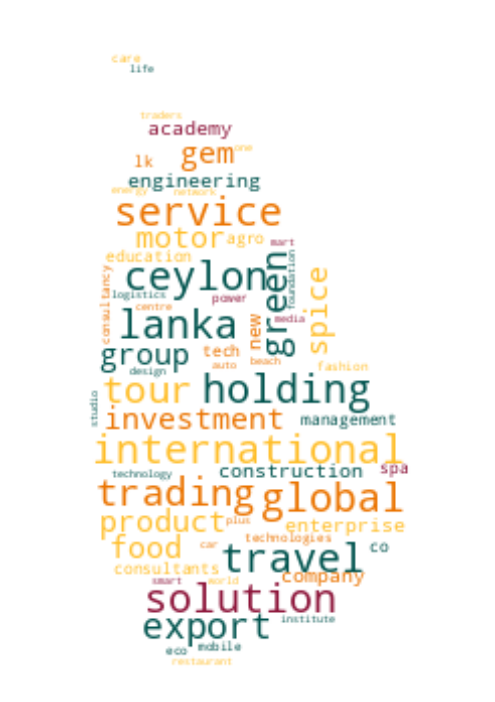 care
life
traders
academy
gem one
lk
engineering
energy network
service
motor agro
mart
education
ceylon
green
foundation
spice
consultancy
logistics
power
centre
lanka
new
media
group
tech
beach
auto
design
fashion
tour
holding
studio
investment
management
international
technology
construction
spa
trading
global
product
plus
enterprise
food
car
technologies
travel
co
consultants
company
smart
world
solution
export
institute
eco
mobile
restaurant